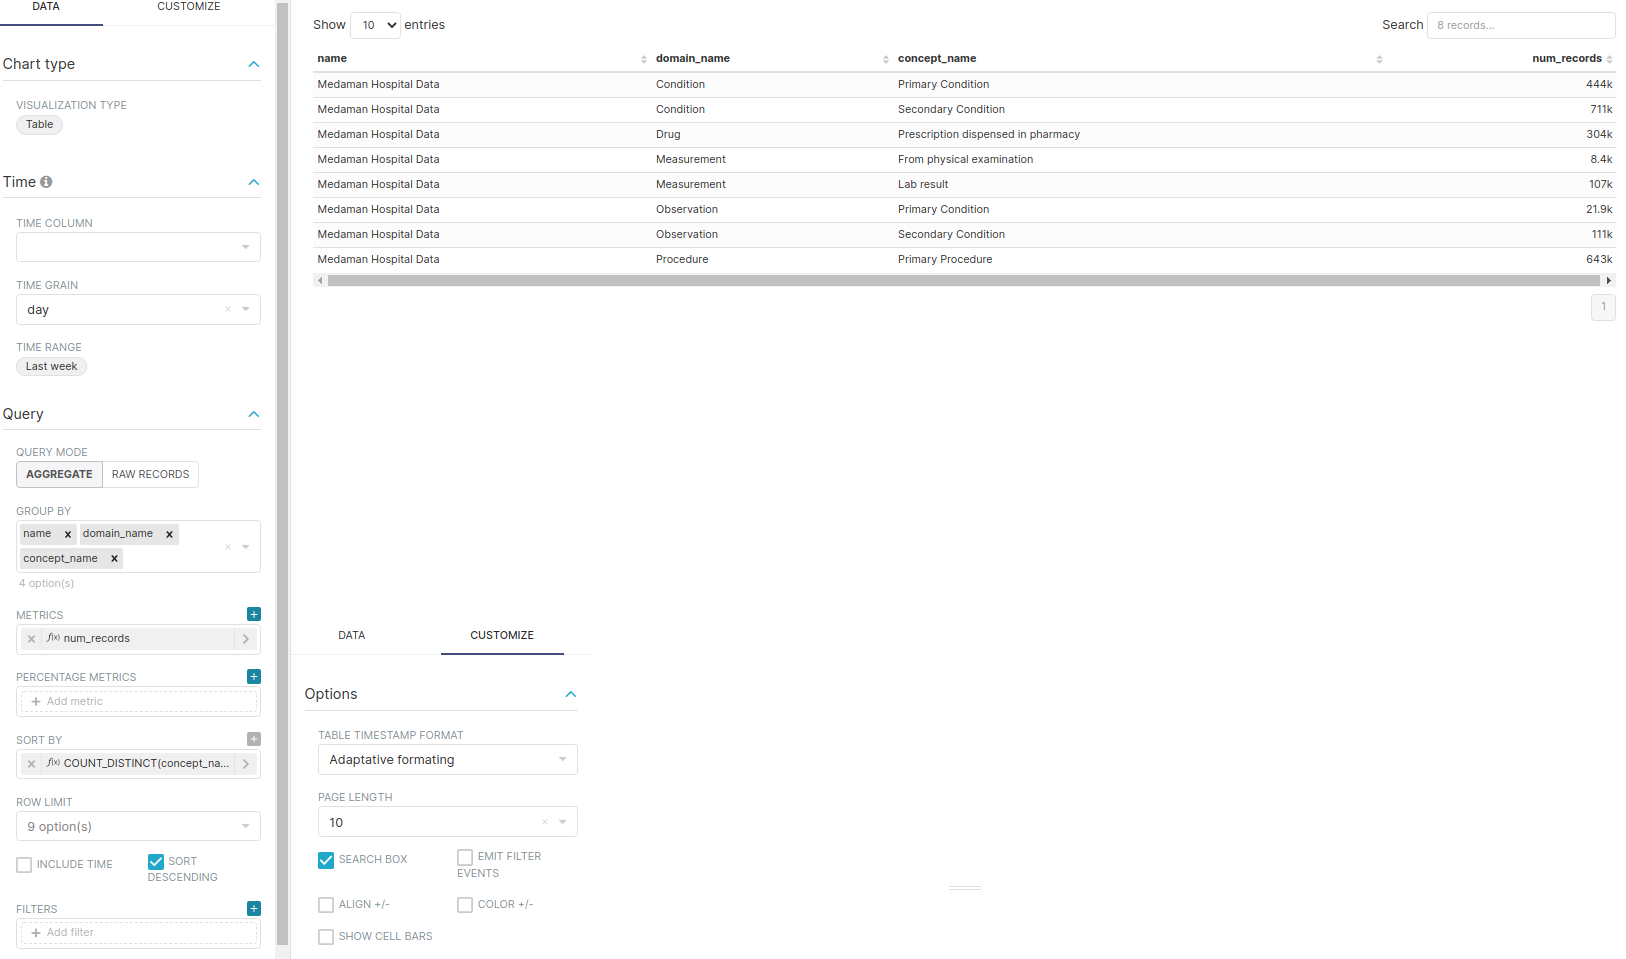 DATA CUSTOMIZE
Chart type
VISUALIZATION TYPE
Table
Time
TIME COLUMN
TIME GRAIN
day
TIME RANGE
Last week
Query
QUERY MODE
AGGREGATE RAW RECORDS
GROUP BY
name x domain_name x
concept_name x
4 option(s)
METRICS
f(x) num_records
PERCENTAGE METRICS
+ Add metric
SORT BY
f(x) COUNT_DISTINCT(concept_na...
ROW LIMIT
9 option(s)
INCLUDE TIME
SORT
DESCENDING
FILTERS
+ Add filter
Show 10 entries
Search 8 records...
name domain_name concept_name num_records
Medaman Hospital Data Condition Primary Condition 444k
Medaman Hospital Data Condition Secondary Condition 711k
Medaman Hospital Data Drug Prescription dispensed in pharmacy 304k
Medaman Hospital Data Measurement From physical examination 8.4k
Medaman Hospital Data Measurement Lab result 107k
Medaman Hospital Data Observation Primary Condition 21.9k
Medaman Hospital Data Observation Secondary Condition 111k
Medaman Hospital Data Procedure Primary Procedure 643k
1
DATA CUSTOMIZE
Options
TABLE TIMESTAMP FORMAT
Adaptative formating
PAGE LENGTH
10
SEARCH BOX
EMIT FILTER
EVENTS
ALIGN +/-
COLOR +/-
SHOW CELL BARS